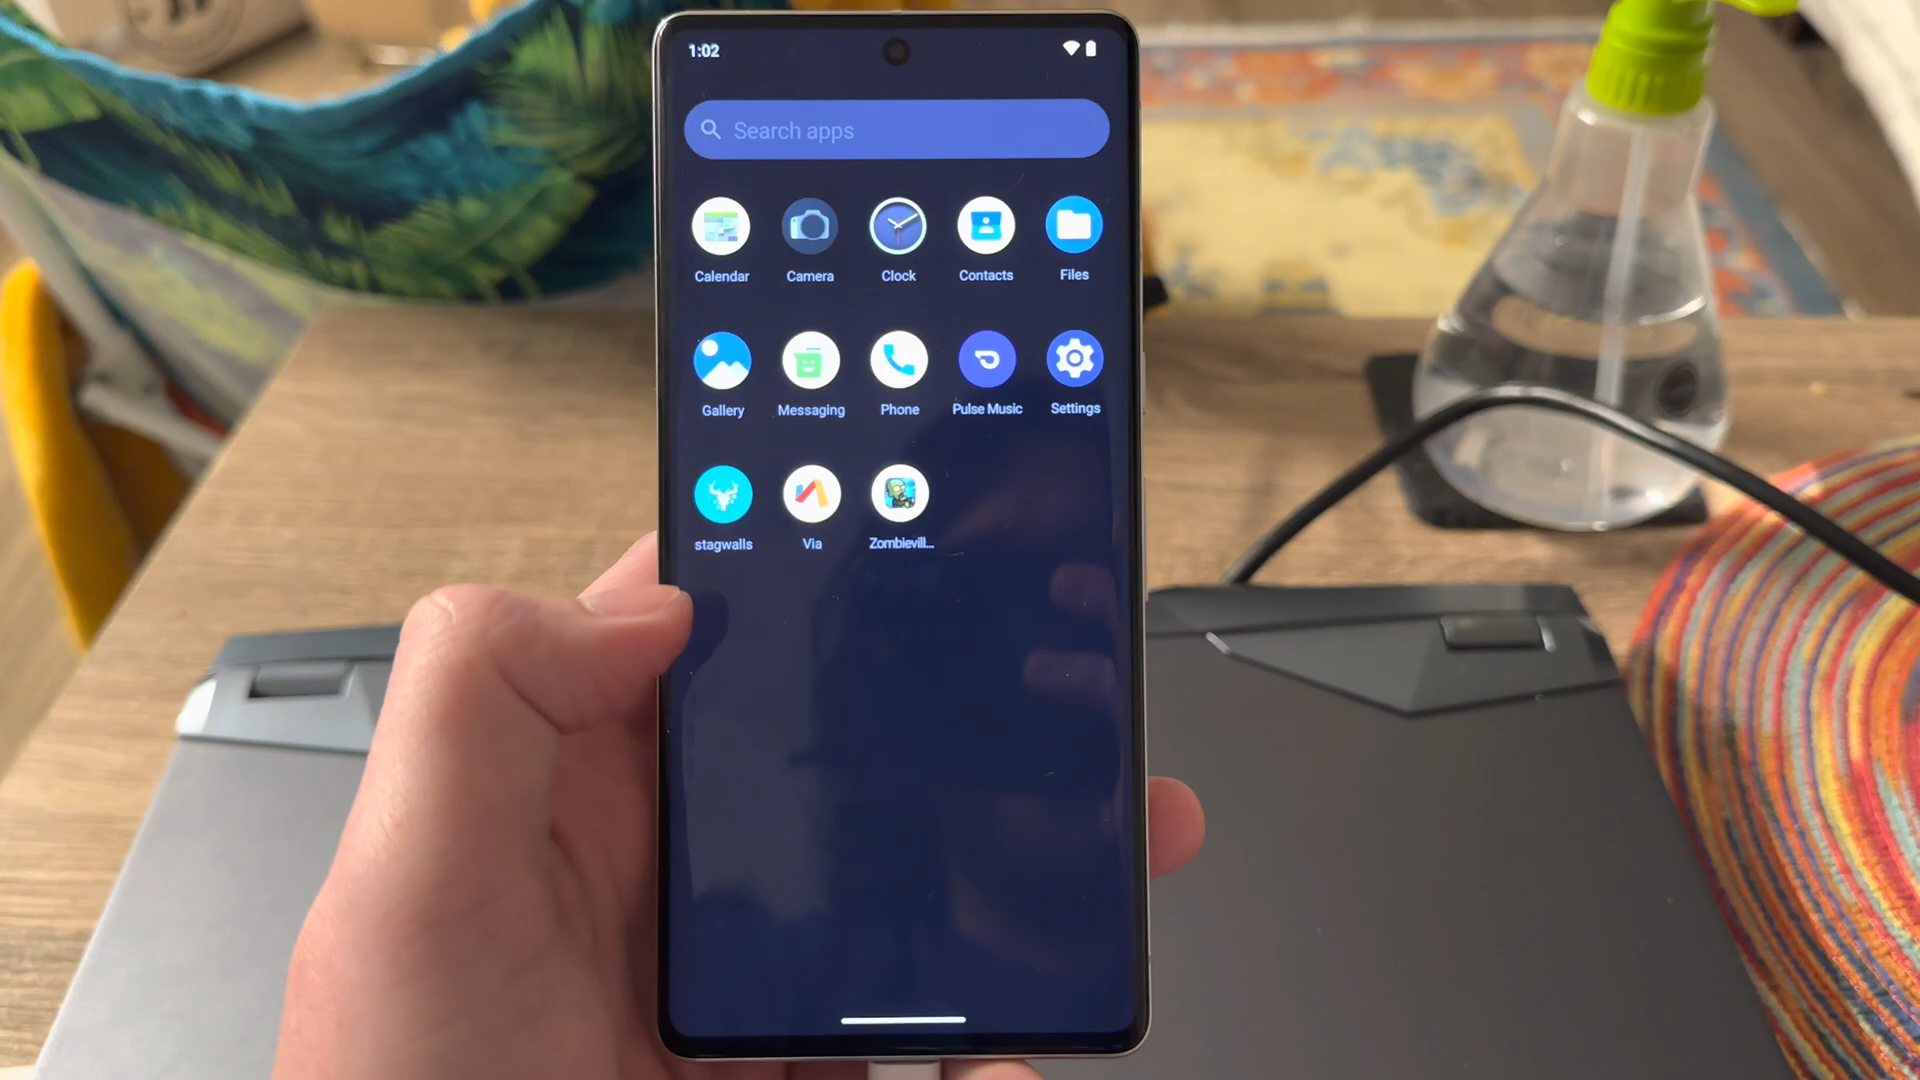 1:02
Search apps
Calendar Camera Clock Contacts Files
Gallery Messaging Phone Pulse Music Settings
stagwalls Via Zombievill...